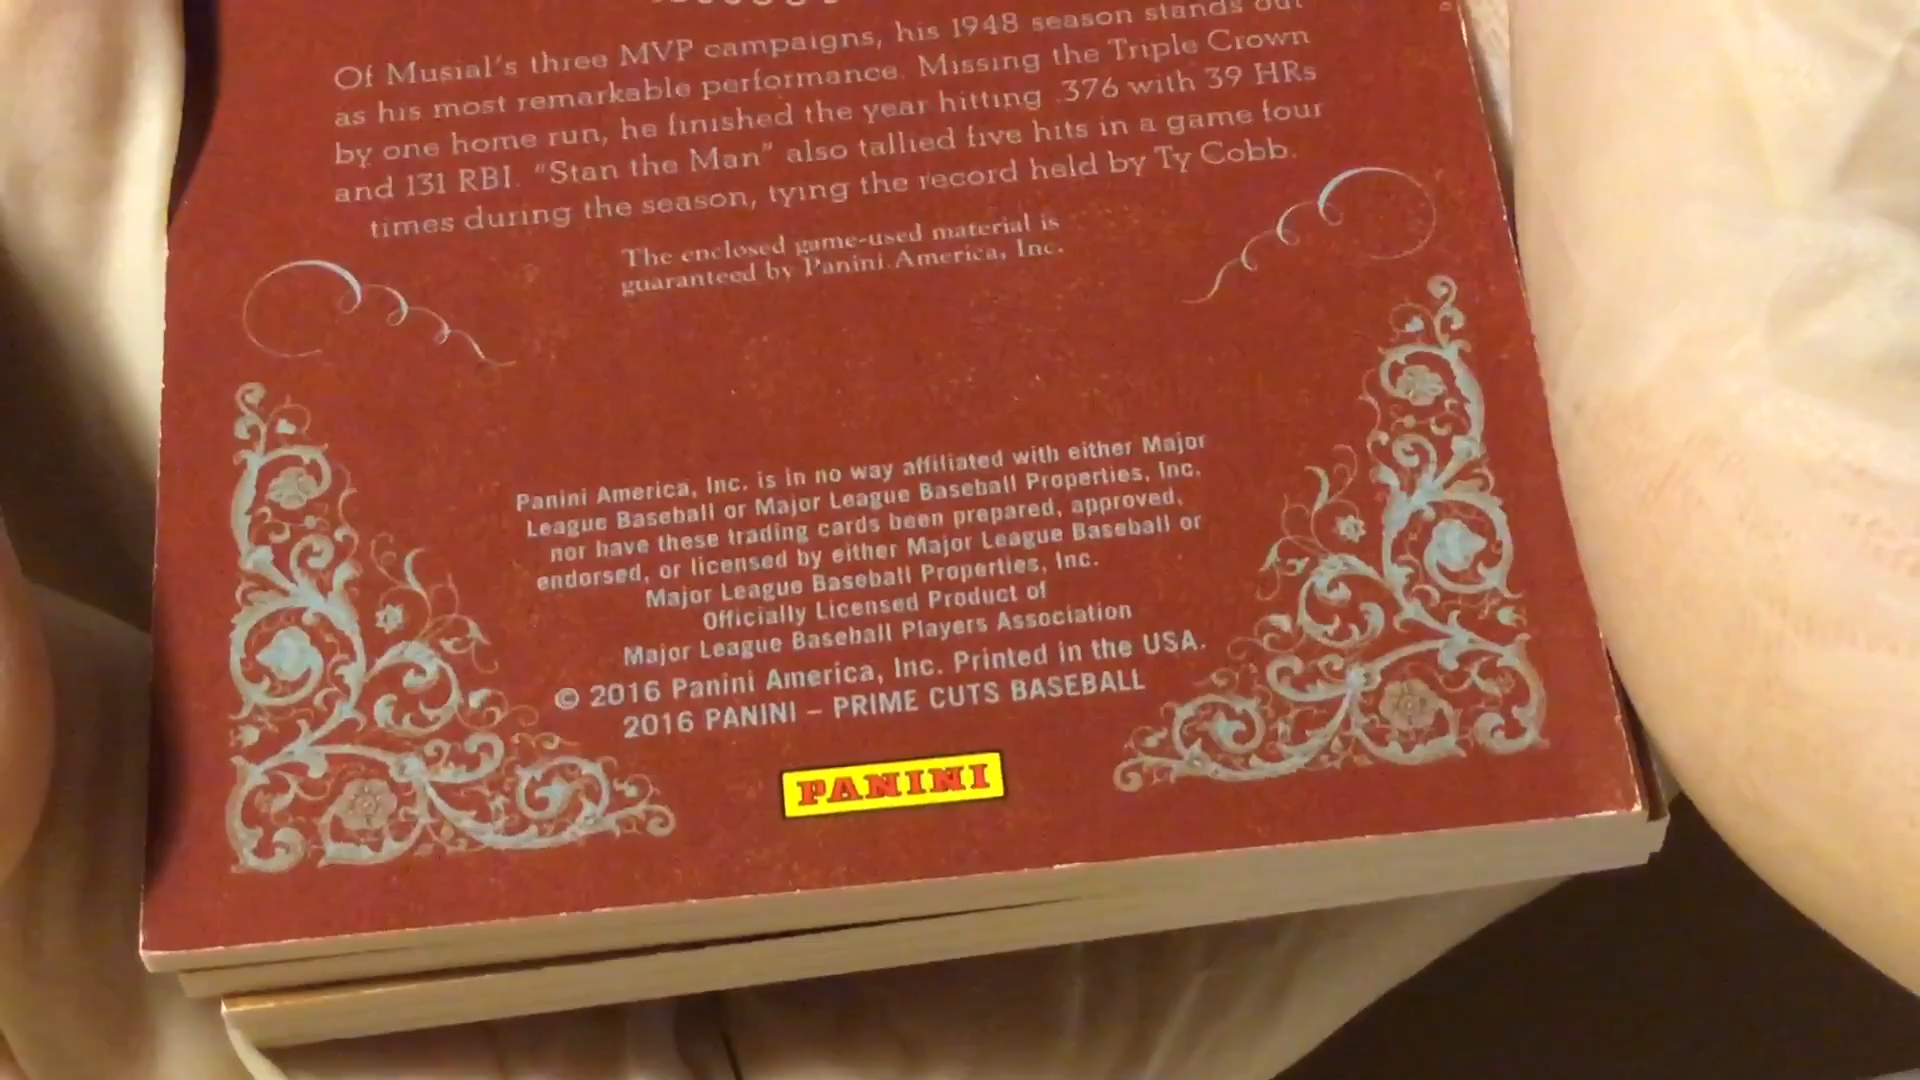 Of Musial's three MVP campaigns, his 1948 season stands out
as his most remarkable performance. Missing the Triple Crown
by one home run, he finished the year hitting .376 with 39 HRs
and 131 RBI. "Stan the Man" also tallied five hits in a game four
times during the season, tying the record held by Ty Cobb.
The enclosed game-used material is
guaranteed by Panini America, Inc.
Panini America, Inc. is in no way affiliated with either Major
League Baseball or Major League Baseball Properties, Inc.
nor have these trading cards been prepared, approved,
endorsed, or licensed by either Major League Baseball or
Major League Baseball Properties, Inc.
Officially Licensed Product of
Major League Baseball Players Association
© 2016 Panini America, Inc. Printed in the USA.
2016 PANINI – PRIME CUTS BASEBALL
PANINI